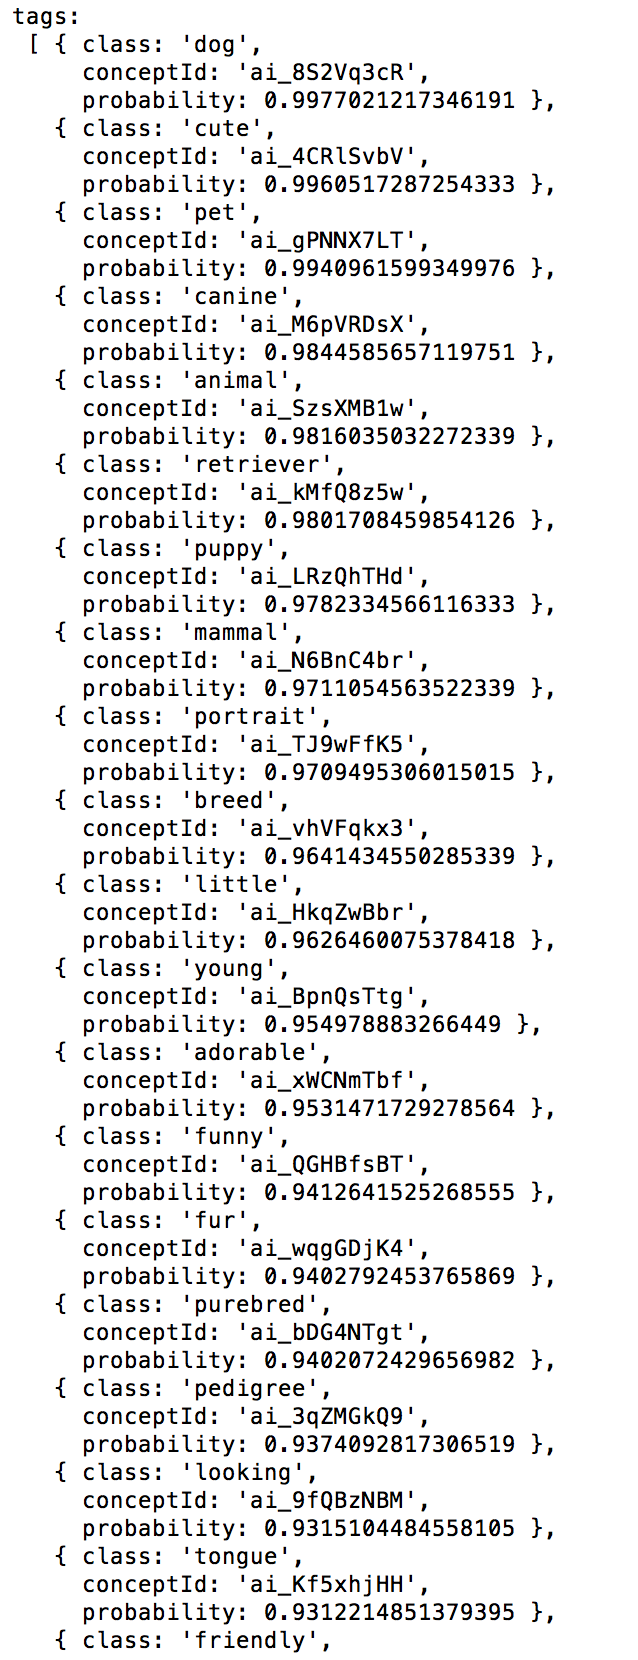 tags:
[ { class: 'dog',
conceptId: 'ai_8S2Vq3cR',
probability: 0.9977021217346191 },
{ class: 'cute',
conceptId: 'ai_4CRlSvbV',
probability: 0.9960517287254333 },
{ class: 'pet',
conceptId: 'ai_gPNNX7LT',
probability: 0.9940961599349976 },
{ class: 'canine',
conceptId: 'ai_M6pVRDsX',
probability: 0.9844585657119751 },
{ class: 'animal',
conceptId: 'ai_SzsXMB1w',
probability: 0.9816035032272339 },
{ class: 'retriever',
conceptId: 'ai_kMfQ8z5w',
probability: 0.9801708459854126 },
{ class: 'puppy',
conceptId: 'ai_LRzQhTHd',
probability: 0.9782334566116333 },
{ class: 'mammal',
conceptId: 'ai_N6BnC4br',
probability: 0.9711054563522339 },
{ class: 'portrait',
conceptId: 'ai_TJ9wFfK5',
probability: 0.9709495306015015 },
{ class: 'breed',
conceptId: 'ai_vhVFqkx3',
probability: 0.9641434550285339 },
{ class: 'little',
conceptId: 'ai_HkqZwBbr',
probability: 0.9626460075378418 },
{ class: 'young',
conceptId: 'ai_BpnQsTtg',
probability: 0.954978883266449 },
{ class: 'adorable',
conceptId: 'ai_xWCNmTbf',
probability: 0.9531471729278564 },
{ class: 'funny',
conceptId: 'ai_QGHBfsBT',
probability: 0.9412641525268555 },
{ class: 'fur',
conceptId: 'ai_wqgGDjK4',
probability: 0.9402792453765869 },
{ class: 'purebred',
conceptId: 'ai_bDG4NTgt',
probability: 0.9402072429656982 },
{ class: 'pedigree',
conceptId: 'ai_3qZMGkQ9',
probability: 0.9374092817306519 },
{ class: 'looking',
conceptId: 'ai_9fQBzNBM',
probability: 0.9315104484558105 },
{ class: 'tongue',
conceptId: 'ai_Kf5xhjHH',
probability: 0.9312214851379395 },
{ class: 'friendly',